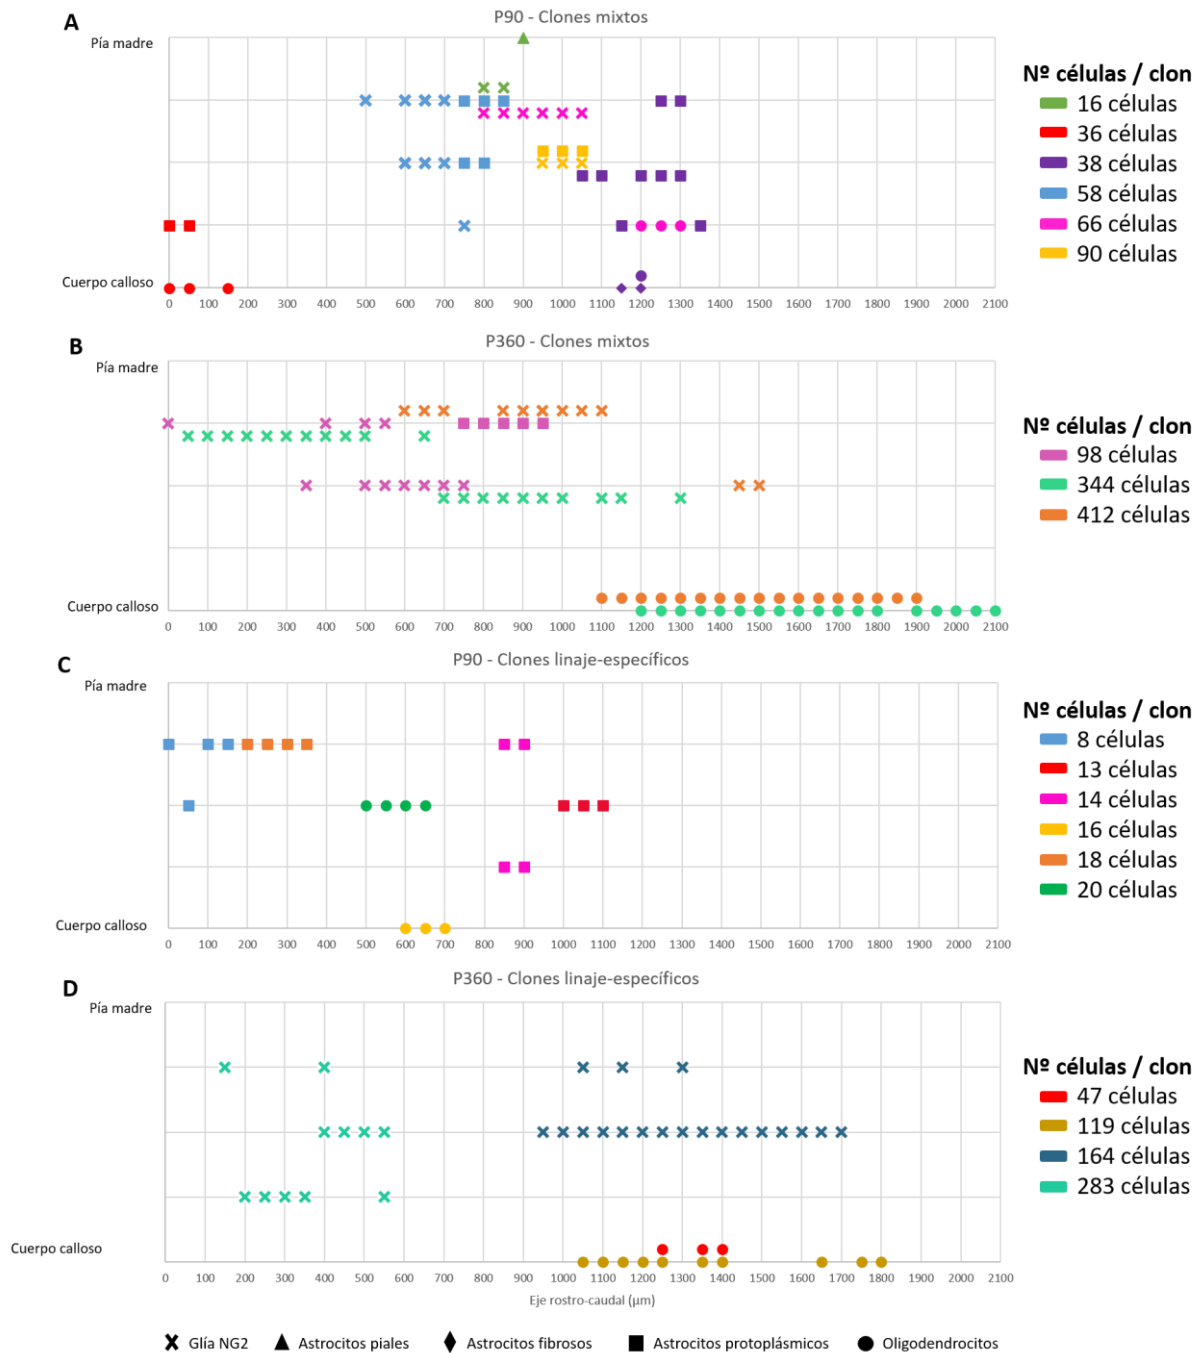 A
P90 - Clones mixtos
Pía madre
Cuerpo calloso
0 100 200 300 400 500 600 700 800 900 1000 1100 1200 1300 1400 1500 1600 1700 1800 1900 2000 2100
Nº células / clon
16 células
36 células
38 células
58 células
66 células
90 células
B
P360 - Clones mixtos
Pía madre
Cuerpo calloso
0 100 200 300 400 500 600 700 800 900 1000 1100 1200 1300 1400 1500 1600 1700 1800 1900 2000 2100
Nº células / clon
98 células
344 células
412 células
C
P90 - Clones linaje-específicos
Pía madre
Cuerpo calloso
0 100 200 300 400 500 600 700 800 900 1000 1100 1200 1300 1400 1500 1600 1700 1800 1900 2000 2100
Nº células / clon
8 células
13 células
14 células
16 células
18 células
20 células
D
P360 - Clones linaje-específicos
Pía madre
Cuerpo calloso
0 100 200 300 400 500 600 700 800 900 1000 1100 1200 1300 1400 1500 1600 1700 1800 1900 2000 2100
Eje rostro-caudal (µm)
Nº células / clon
47 células
119 células
164 células
283 células
Glía NG2 Astrocitos piales Astrocitos fibrosos Astrocitos protoplásmicos Oligodendrocitos